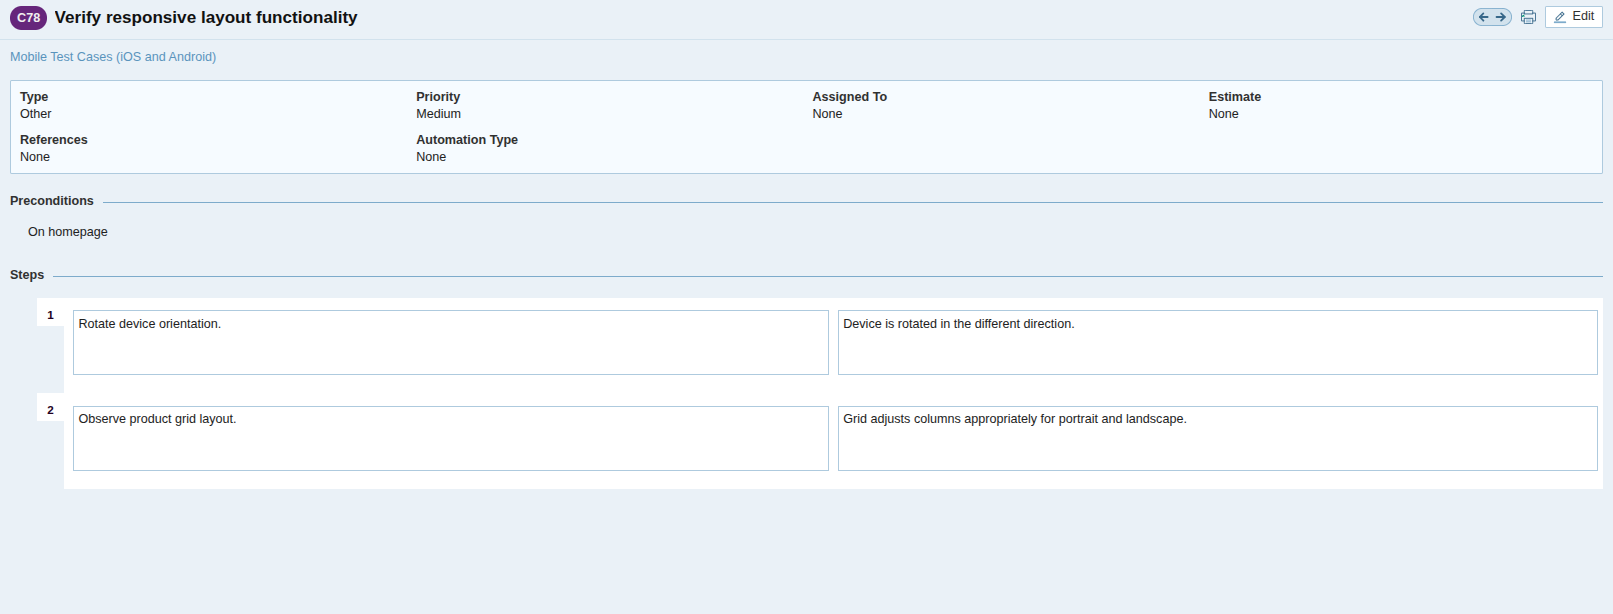 C78 Verify responsive layout functionality
Edit
Mobile Test Cases (iOS and Android)
Type Priority Assigned To Estimate
Other Medium None None
References Automation Type
None None
Preconditions
On homepage
Steps
1 Rotate device orientation. Device is rotated in the different direction.
2 Observe product grid layout. Grid adjusts columns appropriately for portrait and landscape.